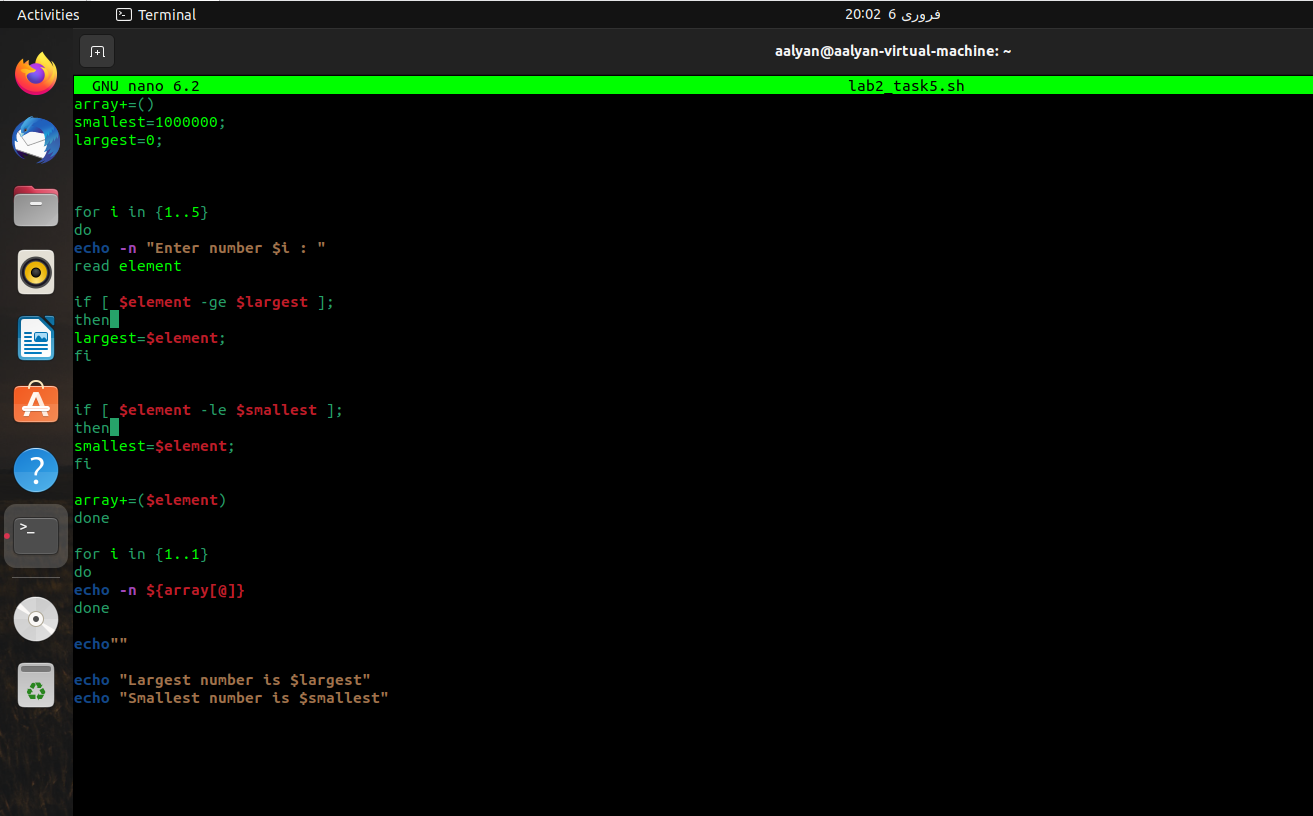 Activities
Terminal
20:02 6 فروری
aalyan@aalyan-virtual-machine: ~
GNU nano 6.2 lab2_task5.sh
array+=()
smallest=1000000;
largest=0;
for i in {1..5}
do
echo -n "Enter number $i : "
read element
if [ $element -ge $largest ];
then
largest=$element;
fi
if [ $element -le $smallest ];
then
smallest=$element;
fi
array+=($element)
done
for i in {1..1}
do
echo -n ${array[@]}
done
echo""
echo "Largest number is $largest"
echo "Smallest number is $smallest"